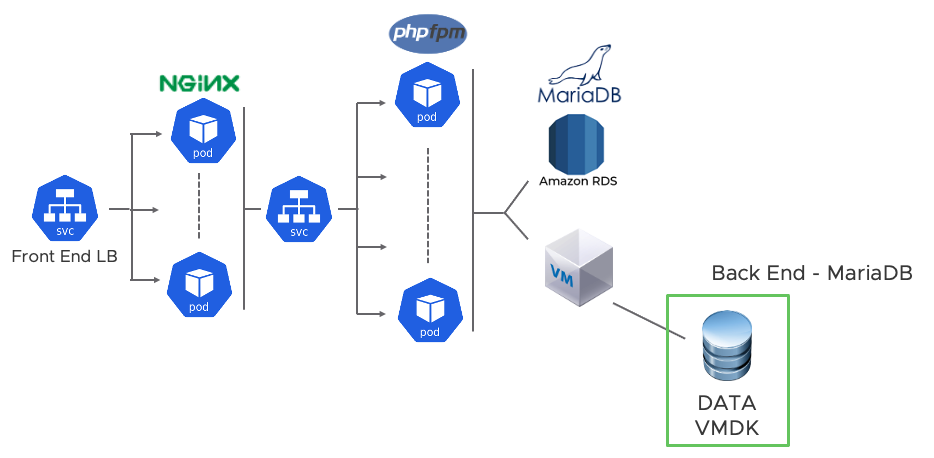 NGINX
pod
pod
svc
Front End LB
svc
php fpm
pod
pod
MariaDB
Amazon RDS
VM
Back End - MariaDB
DATA
VMDK